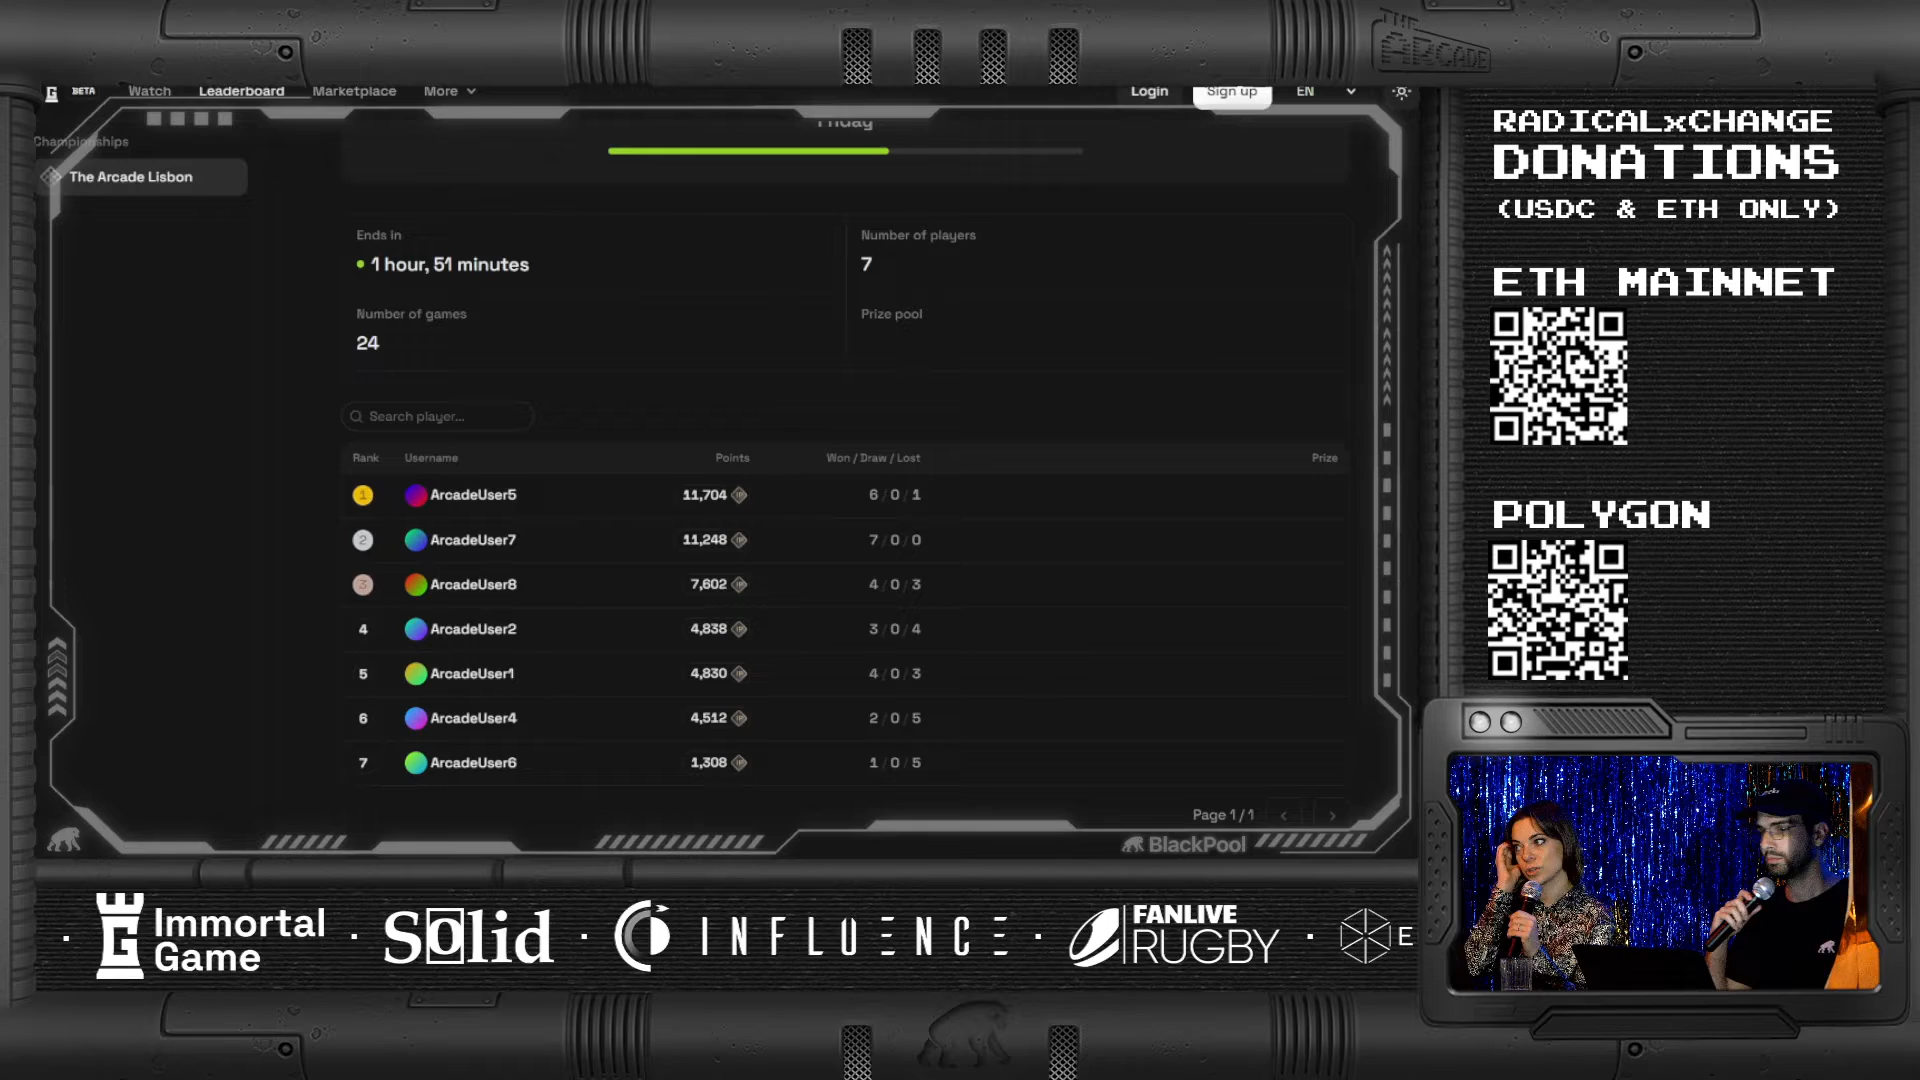 THE
ARCADE
BETA
Watch
Leaderboard
Marketplace
More
Login
Sign up
EN
Championships
The Arcade Lisbon
Friday
Ends in
1 hour, 51 minutes
Number of players
7
Number of games
24
Prize pool
Search player...
Rank Username Points Won / Draw / Lost Prize
1 ArcadeUser5 11,704 6 / 0 / 1
2 ArcadeUser7 11,248 7 / 0 / 0
3 ArcadeUser8 7,602 4 / 0 / 3
4 ArcadeUser2 4,838 3 / 0 / 4
5 ArcadeUser1 4,830 4 / 0 / 3
6 ArcadeUser4 4,512 2 / 0 / 5
7 ArcadeUser6 1,308 1 / 0 / 5
Page 1 / 1
BlackPool
RADICALxCHANGE
DONATIONS
(USDC & ETH ONLY)
ETH MAINNET
POLYGON
Immortal
Game
Solid
INFLUENCE
FANLIVE
RUGBY
E